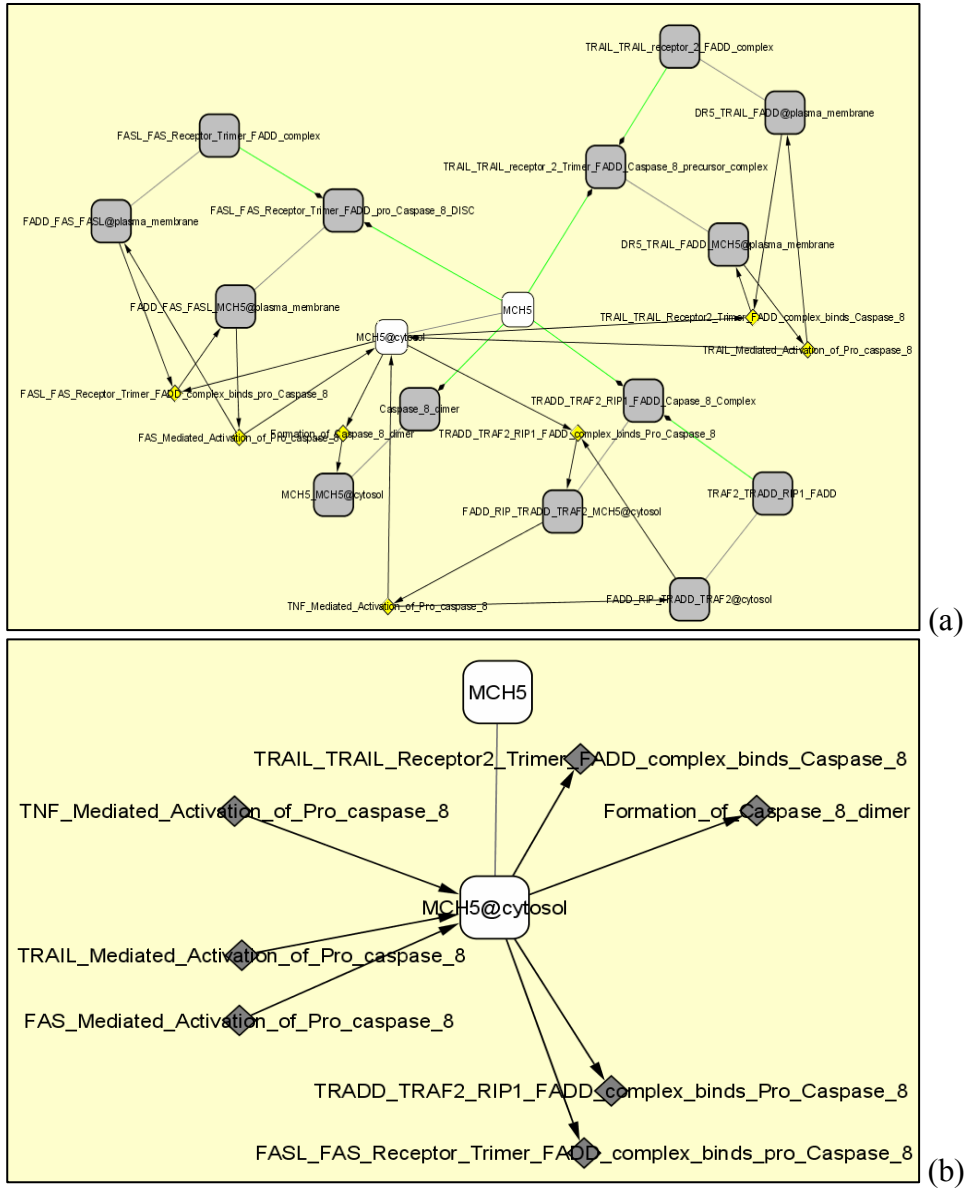 TRAIL_TRAIL_receptor_2_FADD_complex
DR5_TRAIL_FADD@plasma_membrane
FASL_FAS_Receptor_Trimer_FADD_complex
TRAIL_TRAIL_receptor_2_Trimer_FADD_Caspase_8_precursor_complex
FADD_FAS_FASL@plasma_membrane
FASL_FAS_Receptor_Trimer_FADD_pro_Caspase_8_DISC
DR5_TRAIL_FADD_MCH5@plasma_membrane
FADD_FAS_FASL_MCH5@plasma_membrane
MCH5
TRAIL_TRAIL_Receptor2_Trimer_FADD_complex_binds_Caspase_8
MCH5@cytosol
TRAIL_Mediated_Activation_of_Pro_caspase_8
FASL_FAS_Receptor_Trimer_FADD_complex_binds_pro_Caspase_8
Caspase_8_dimer
TRADD_TRAF2_RIP1_FADD_Capase_8_Complex
FAS_Mediated_Activation_of_Pro_caspase_8
Formation_of_Caspase_8_dimer
TRADD_TRAF2_RIP1_FADD_complex_binds_Pro_Caspase_8
MCH5_MCH5@cytosol
TRAF2_TRADD_RIP1_FADD
FADD_RIP_TRADD_TRAF2_MCH5@cytosol
FADD_RIP_TRADD_TRAF2@cytosol
TNF_Mediated_Activation_of_Pro_caspase_8
(a)
MCH5
TRAIL_TRAIL_Receptor2_Trimer_FADD_complex_binds_Caspase_8
TNF_Mediated_Activation_of_Pro_caspase_8
Formation_of_Caspase_8_dimer
MCH5@cytosol
TRAIL_Mediated_Activation_of_Pro_caspase_8
FAS_Mediated_Activation_of_Pro_caspase_8
TRADD_TRAF2_RIP1_FADD_complex_binds_Pro_Caspase_8
FASL_FAS_Receptor_Trimer_FADD_complex_binds_pro_Caspase_8
(b)